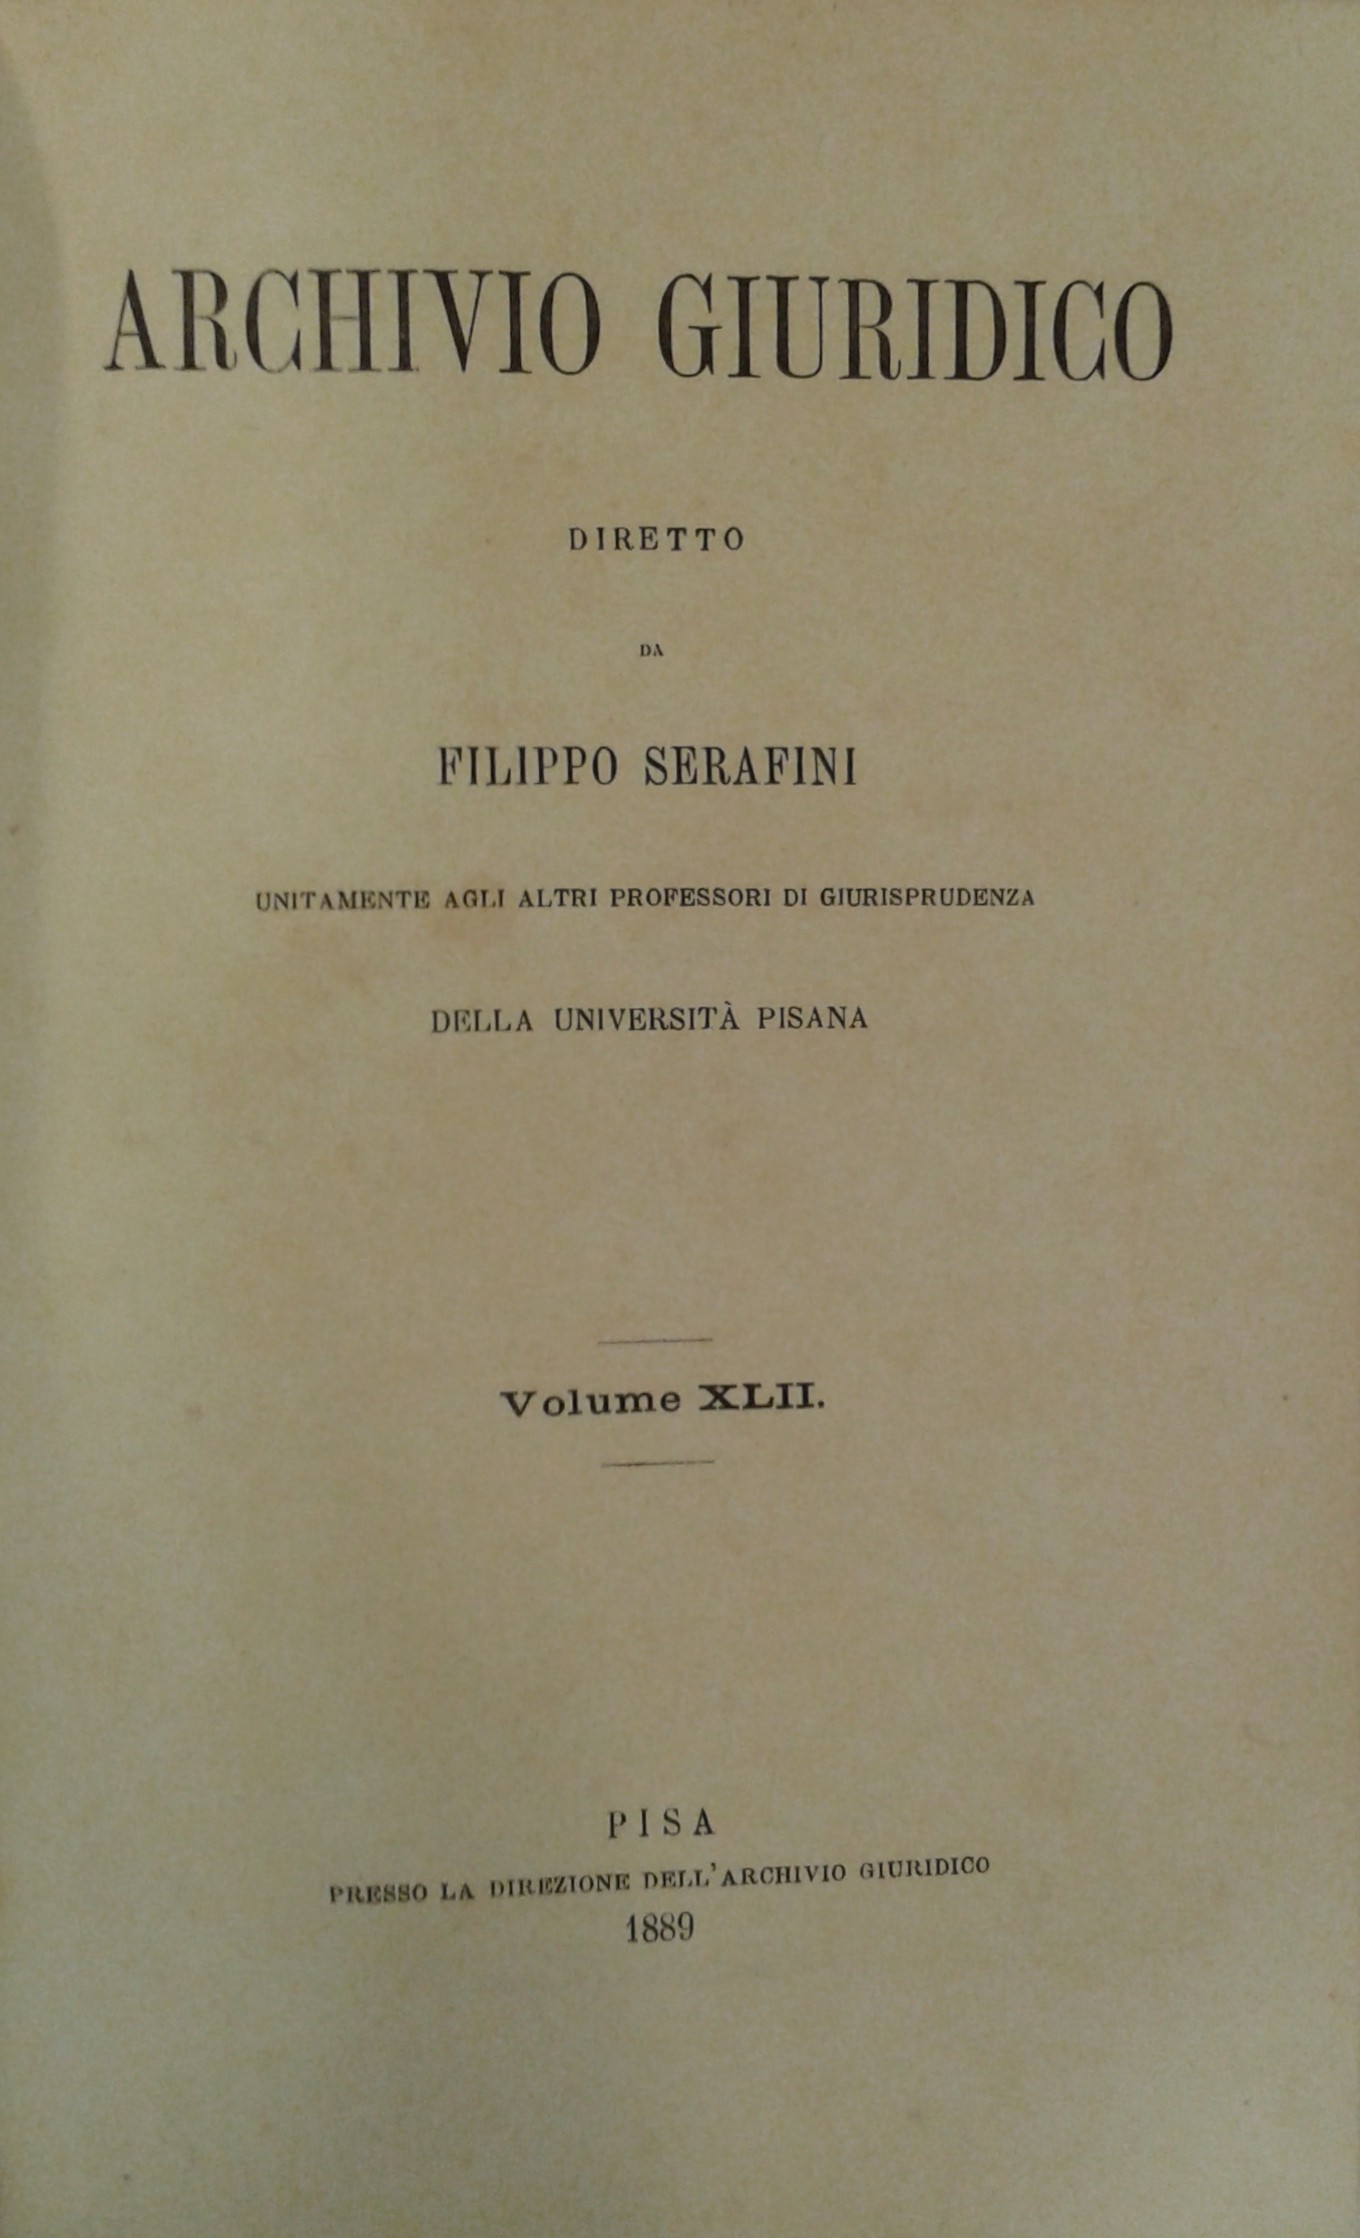 ARCHIVIO GIURIDICO
DIRETTO
DA
FILIPPO SERAFINI
UNITAMENTE AGLI ALTRI PROFESSORI DI GIURISPRUDENZA
DELLA UNIVERSITÀ PISANA
Volume XLII.
PISA
PRESSO LA DIREZIONE DELL'ARCHIVIO GIURIDICO
1889